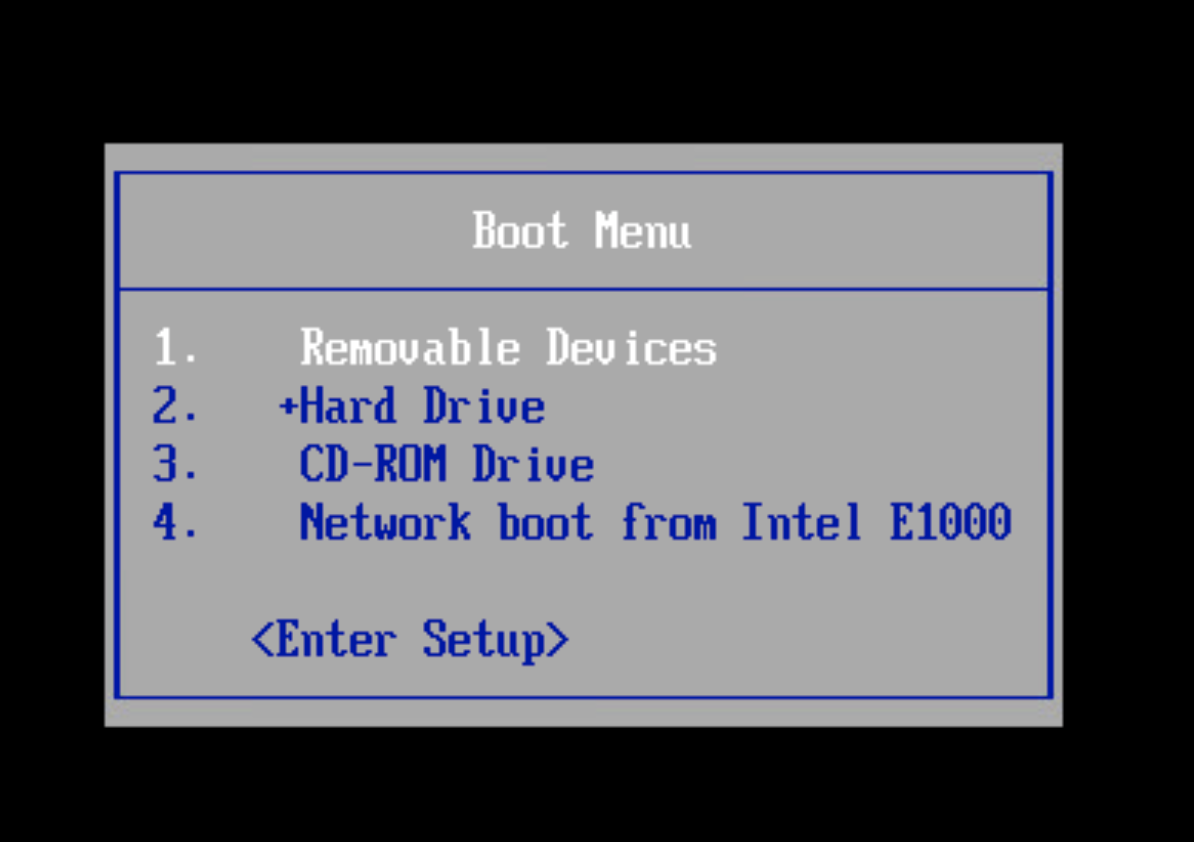 Boot Menu
1. Removable Devices
2. +Hard Drive
3. CD-ROM Drive
4. Network boot from Intel E1000
<Enter Setup>